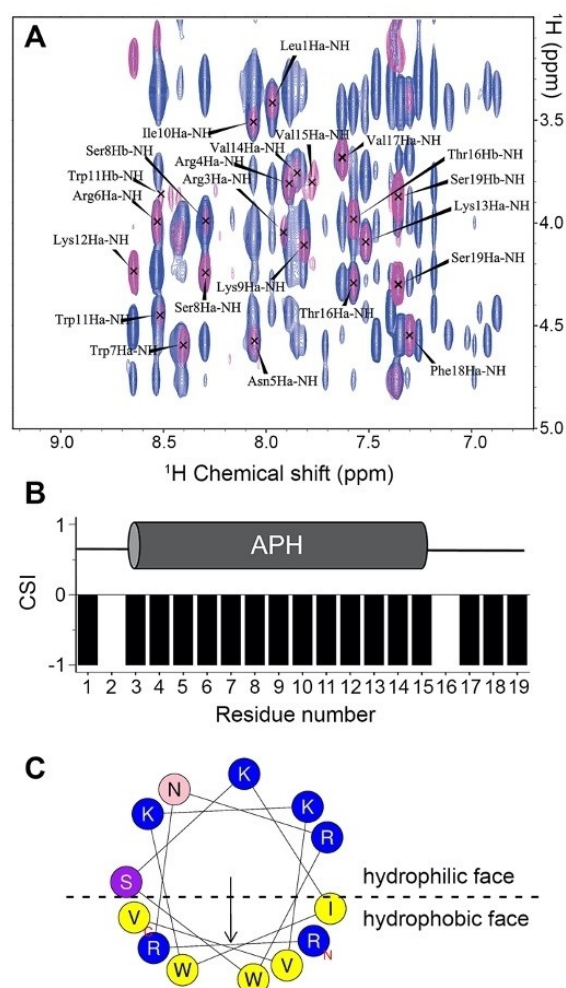 A
¹H (ppm)
Leu1Ha-NH
Ile10Ha-NH
Val15Ha-NH
Val14Ha-NH
Val17Ha-NH
Ser8Hb-NH
Arg4Ha-NH
Thr16Hb-NH
Trp11Hb-NH
Arg3Ha-NH
Ser19Hb-NH
Arg6Ha-NH
Lys13Ha-NH
Lys12Ha-NH
Lys9Ha-NH
Ser19Ha-NH
Ser8Ha-NH
Thr16Ha-NH
Trp11Ha-NH
Trp7Ha-NH
Asn5Ha-NH
Phe18Ha-NH
3.5
4.0
4.5
5.0
9.0 8.5 8.0 7.5 7.0
¹H Chemical shift (ppm)
B
1
APH
CSI
0
-1
1 2 3 4 5 6 7 8 9 10 11 12 13 14 15 16 17 18 19
Residue number
C
K
N
K
K
R
S
hydrophilic face
V
I
hydrophobic face
C
R
R
N
W
V
W